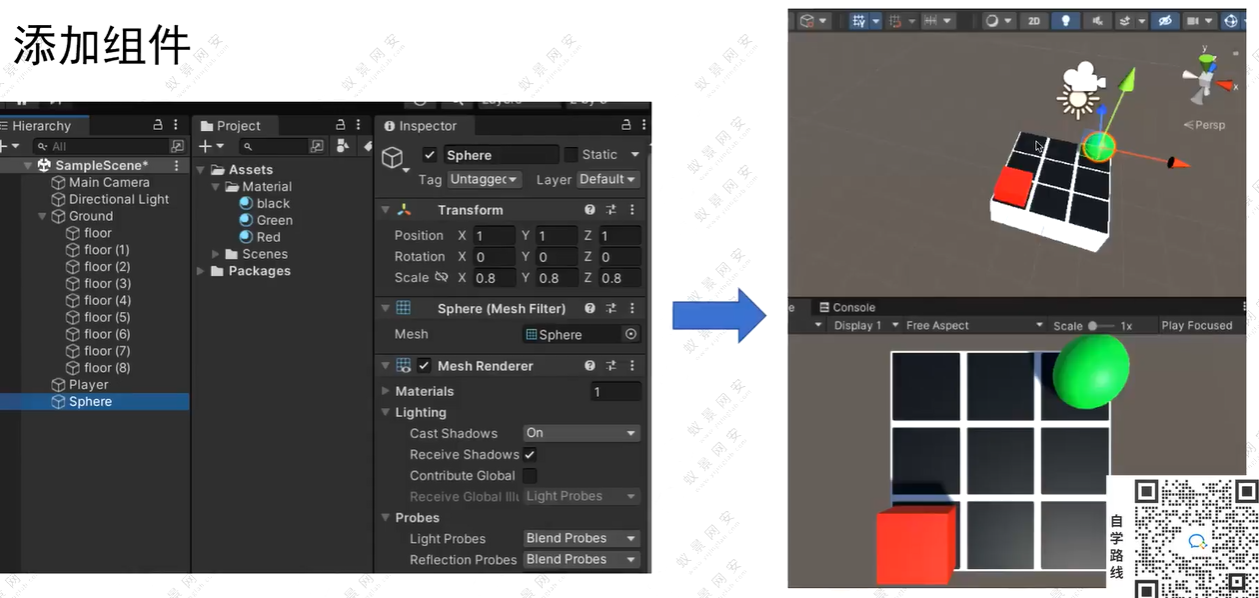 添加组件
Layers
Hierarchy
All
SampleScene*
Main Camera
Directional Light
Ground
floor
floor (1)
floor (2)
floor (3)
floor (4)
floor (5)
floor (6)
floor (7)
floor (8)
Player
Sphere
Project
Assets
Material
black
Green
Red
Scenes
Packages
Inspector
Sphere
Static
Tag Untagged Layer Default
Transform
Position X 1 Y 1 Z 1
Rotation X 0 Y 0 Z 0
Scale X 0.8 Y 0.8 Z 0.8
Sphere (Mesh Filter)
Mesh Sphere
Mesh Renderer
Materials 1
Lighting
Cast Shadows On
Receive Shadows
Contribute Global
Receive Global Illu Light Probes
Probes
Light Probes Blend Probes
Reflection Probes Blend Probes
2D
y
x
Persp
Console
Display 1 Free Aspect Scale 1x Play Focused
自学路线
蚁景网安